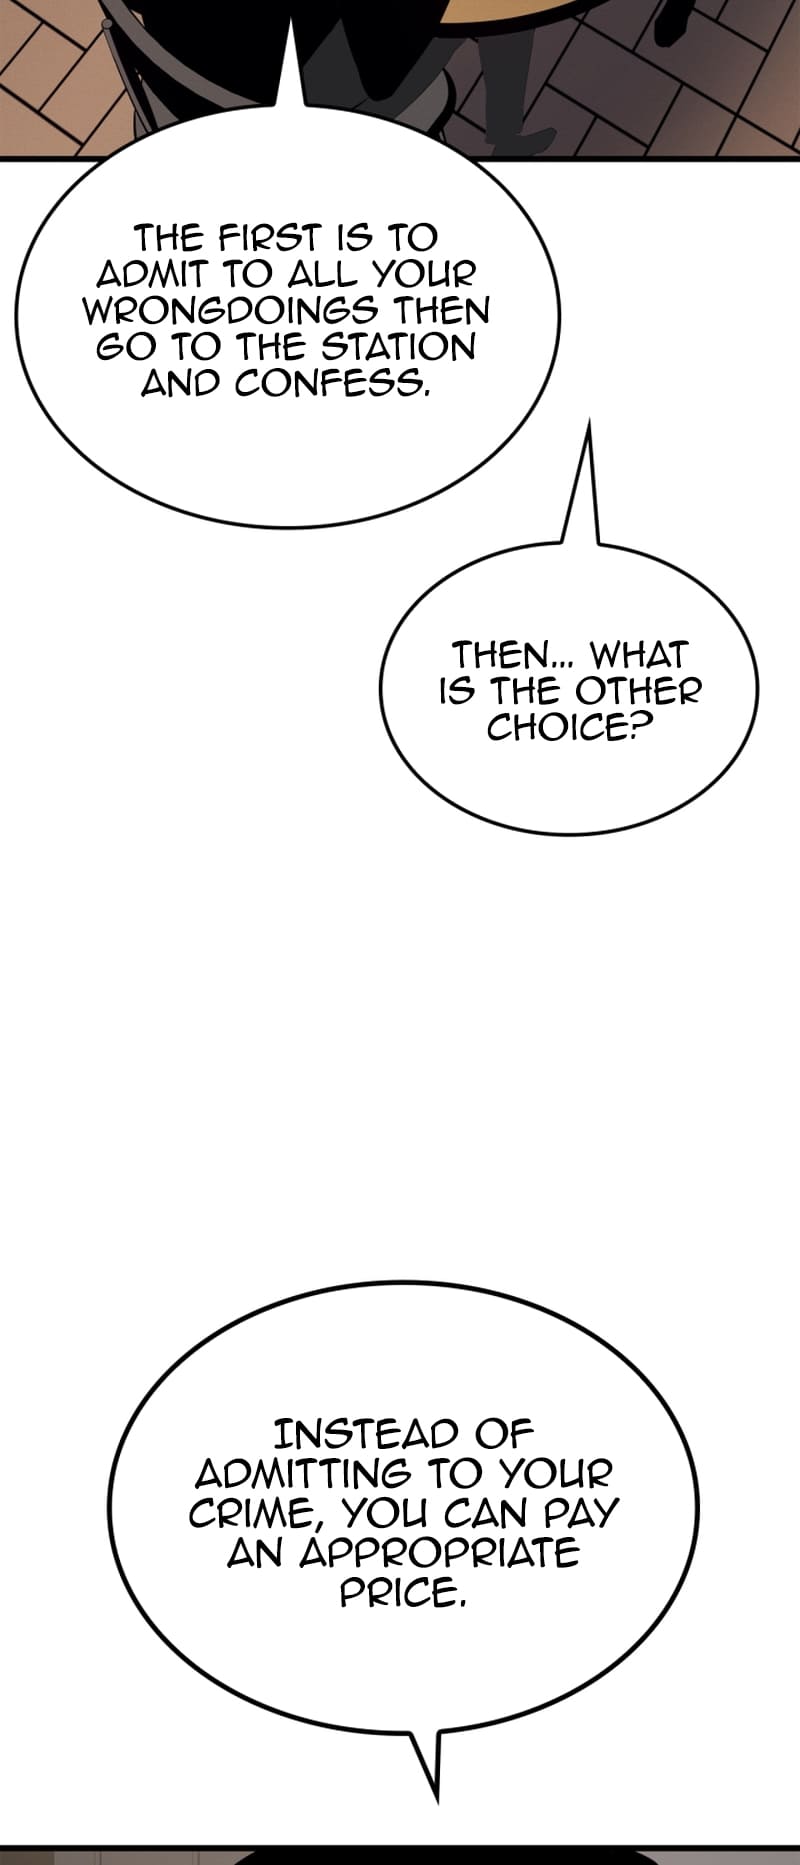 THE FIRST IS TO
ADMIT TO ALL YOUR
WRONGDOINGS THEN
GO TO THE STATION
AND CONFESS.
THEN... WHAT
IS THE OTHER
CHOICE?
INSTEAD OF
ADMITTING TO YOUR
CRIME, YOU CAN PAY
AN APPROPRIATE
PRICE.